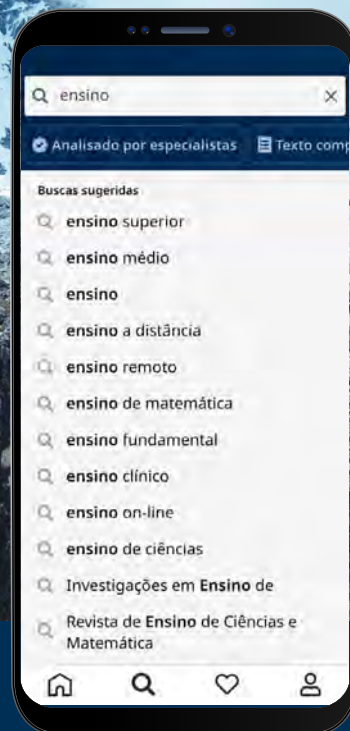 ensino
Analisado por especialistas Texto comp
Buscas sugeridas
ensino superior
ensino médio
ensino
ensino a distância
ensino remoto
ensino de matemática
ensino fundamental
ensino clínico
ensino on-line
ensino de ciências
Investigações em Ensino de
Revista de Ensino de Ciências e
Matemática